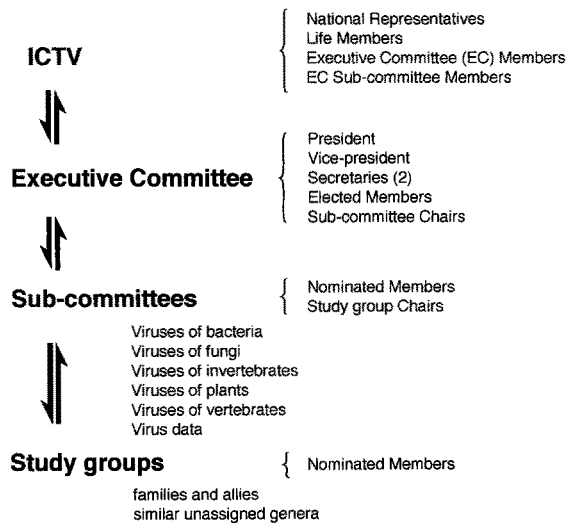 ICTV
National Representatives
Life Members
Executive Committee (EC) Members
EC Sub-committee Members
Executive Committee
President
Vice-president
Secretaries (2)
Elected Members
Sub-committee Chairs
Sub-committees
Nominated Members
Study group Chairs
Viruses of bacteria
Viruses of fungi
Viruses of invertebrates
Viruses of plants
Viruses of vertebrates
Virus data
Study groups
Nominated Members
families and allies
similar unassigned genera